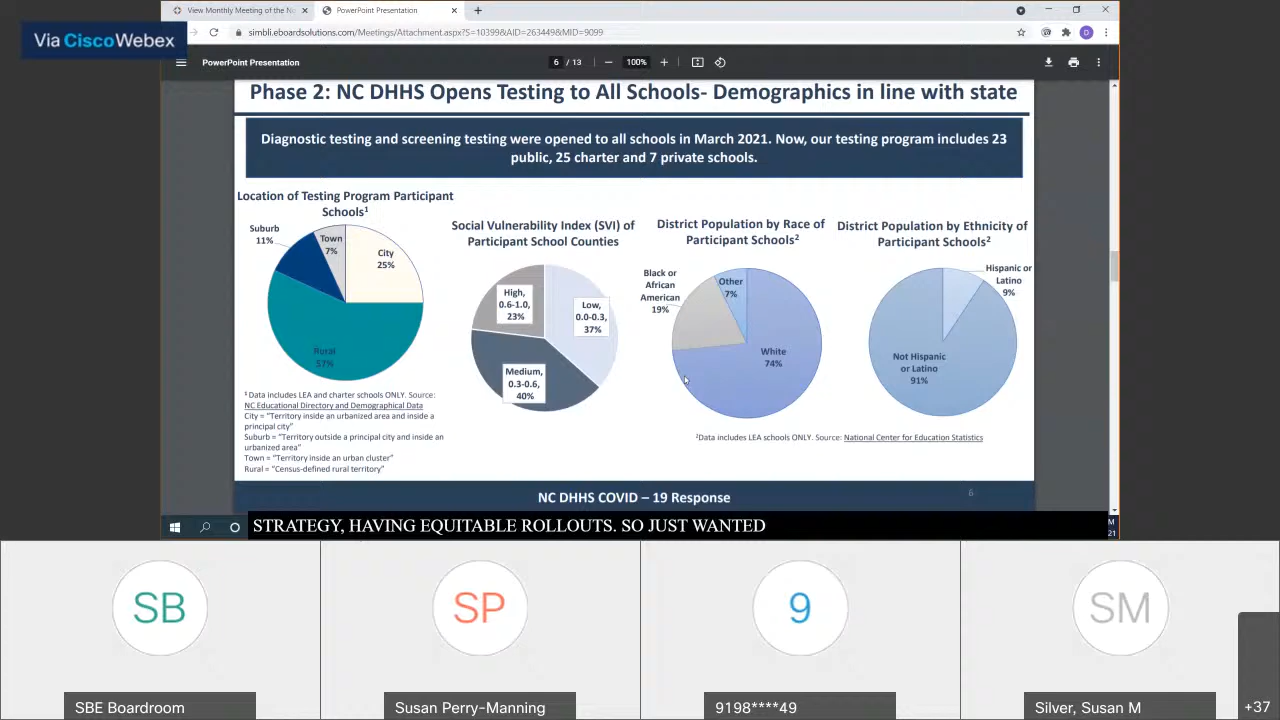 View Monthly Meeting of the N
PowerPoint Presentation
Via CiscoWebex
simbli.eboardsolutions.com/Meetings/Attachment.aspx?S=10399&AID=263449&MID=9099
D
PowerPoint Presentation
6 / 13
100%
Phase 2: NC DHHS Opens Testing to All Schools- Demographics in line with state
Diagnostic testing and screening testing were opened to all schools in March 2021. Now, our testing program includes 23
public, 25 charter and 7 private schools.
Location of Testing Program Participant
Schools¹
Suburb
11%
Town
7%
City
25%
Rural
57%
Social Vulnerability Index (SVI) of
Participant School Counties
High,
0.6-1.0,
23%
Low,
0.0-0.3,
37%
Medium,
0.3-0.6,
40%
District Population by Race of
Participant Schools²
Black or
African
American
19%
Other
7%
White
74%
District Population by Ethnicity of
Participant Schools²
Hispanic or
Latino
9%
Not Hispanic
or Latino
91%
¹ Data includes LEA and charter schools ONLY. Source:
NC Educational Directory and Demographical Data
City = "Territory inside an urbanized area and inside a
principal city"
Suburb = "Territory outside a principal city and inside an
urbanized area"
Town = "Territory inside an urban cluster"
Rural = "Census-defined rural territory"
²Data includes LEA schools ONLY. Source: National Center for Education Statistics
NC DHHS COVID – 19 Response
6
STRATEGY, HAVING EQUITABLE ROLLOUTS. SO JUST WANTED
M
21
SB
SP
9
SM
SBE Boardroom
Susan Perry-Manning
9198****49
Silver, Susan M
+37